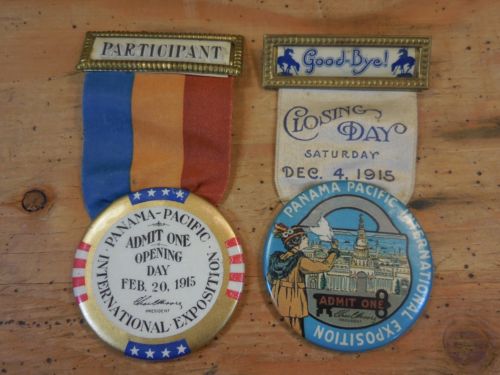 PARTICIPANT
PANAMA-PACIFIC
ADMIT ONE
OPENING
DAY
FEB. 20. 1915
PRESIDENT
INTERNATIONAL EXPOSITION
Good-Bye!
CLOSING
DAY
SATURDAY
DEC. 4, 1915
PANAMA PACIFIC INTERNATIONAL EXPOSITION
ADMIT ONE
PRESIDENT